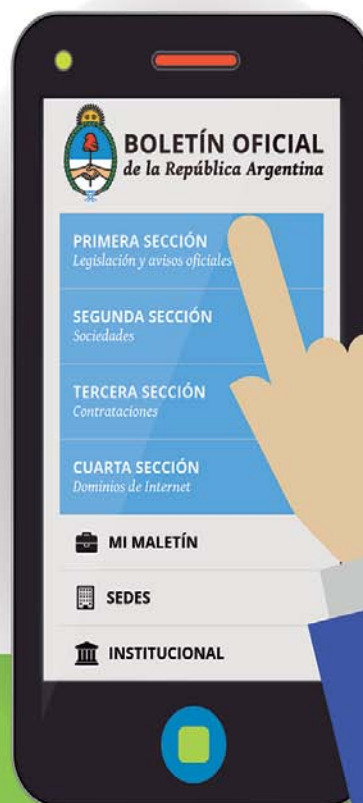 BOLETÍN OFICIAL
de la República Argentina
PRIMERA SECCIÓN
Legislación y avisos oficiales
SEGUNDA SECCIÓN
Sociedades
TERCERA SECCIÓN
Contrataciones
CUARTA SECCIÓN
Dominios de Internet
MI MALETÍN
SEDES
INSTITUCIONAL